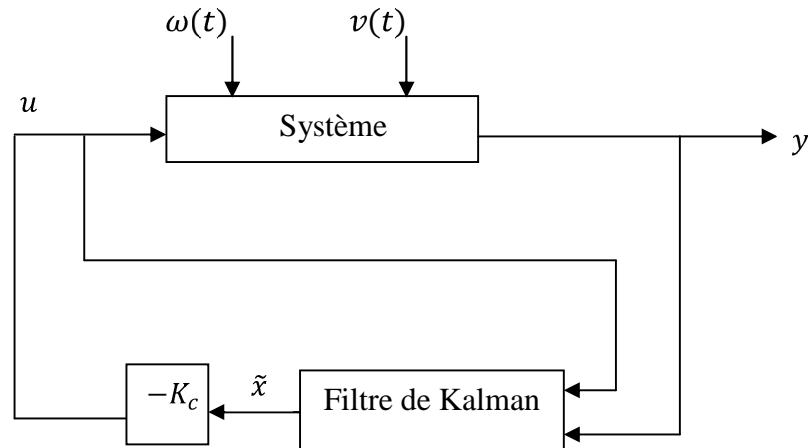 ω(t)
v(t)
u
Système
y
−K_c
x̃
Filtre de Kalman